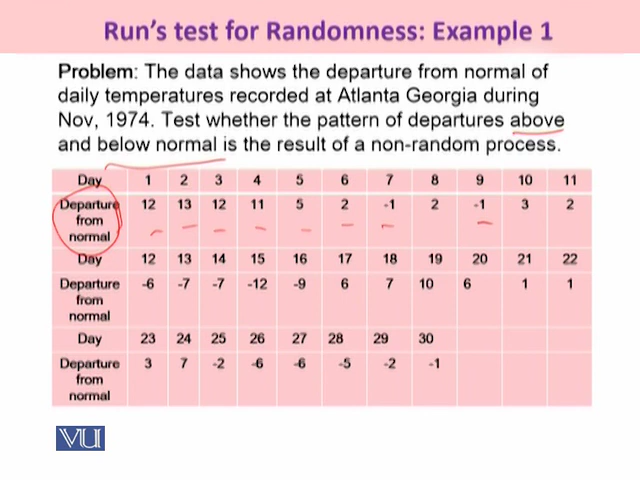 Run's test for Randomness: Example 1
Problem: The data shows the departure from normal of
daily temperatures recorded at Atlanta Georgia during
Nov, 1974. Test whether the pattern of departures above
and below normal is the result of a non-random process.
Day 1 2 3 4 5 6 7 8 9 10 11
Departure 12 13 12 11 5 2 -1 2 -1 3 2
from
normal
Day 12 13 14 15 16 17 18 19 20 21 22
Departure -6 -7 -7 -12 -9 6 7 10 6 1 1
from
normal
Day 23 24 25 26 27 28 29 30
Departure 3 7 -2 -6 -6 -5 -2 -1
from
normal
VU